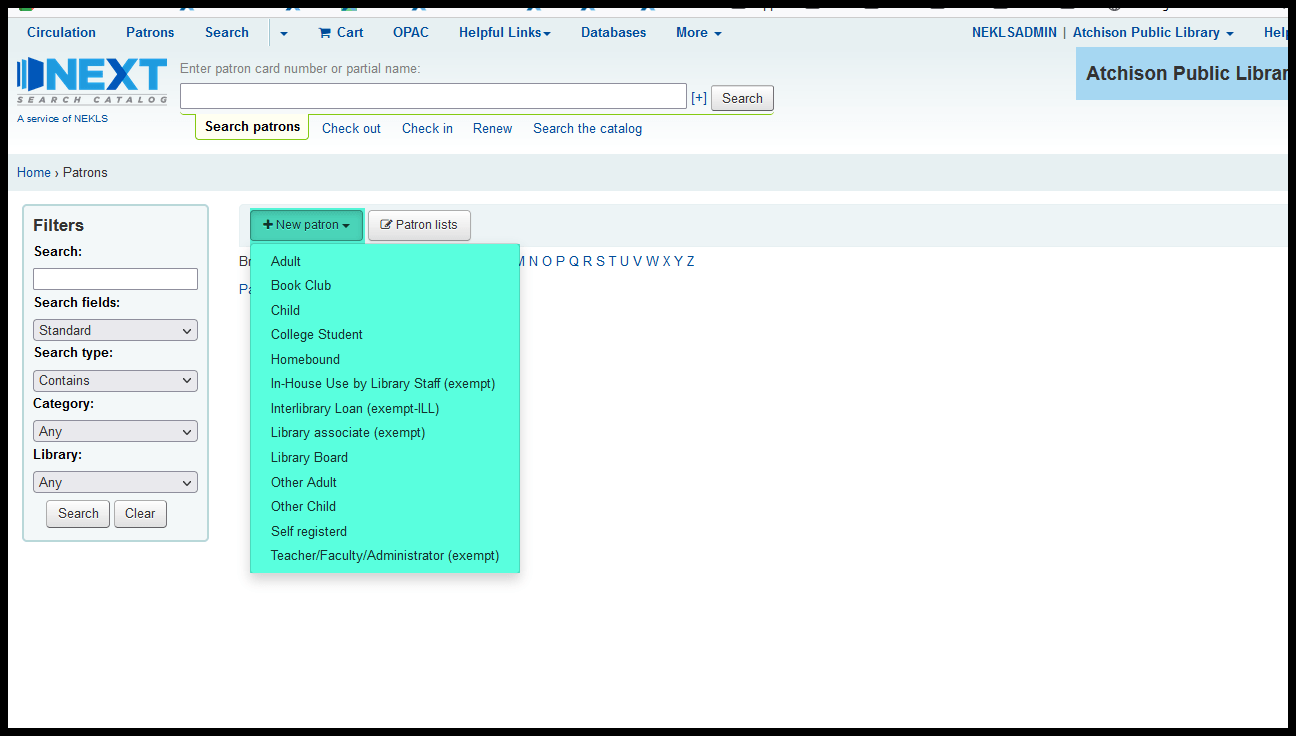 Circulation Patrons Search Cart OPAC Helpful Links Databases More NEKLSADMIN | Atchison Public Library
NEXT
SEARCH CATALOG
A service of NEKLS
Enter patron card number or partial name:
[+] Search
Atchison Public
Search patrons Check out Check in Renew Search the catalog
Home › Patrons
Filters
Search:
Search fields:
Standard
Search type:
Contains
Category:
Any
Library:
Any
Search Clear
+ New patron Patron lists
N O P Q R S T U V W X Y Z
Adult
Book Club
Child
College Student
Homebound
In-House Use by Library Staff (exempt)
Interlibrary Loan (exempt-ILL)
Library associate (exempt)
Library Board
Other Adult
Other Child
Self registerd
Teacher/Faculty/Administrator (exempt)